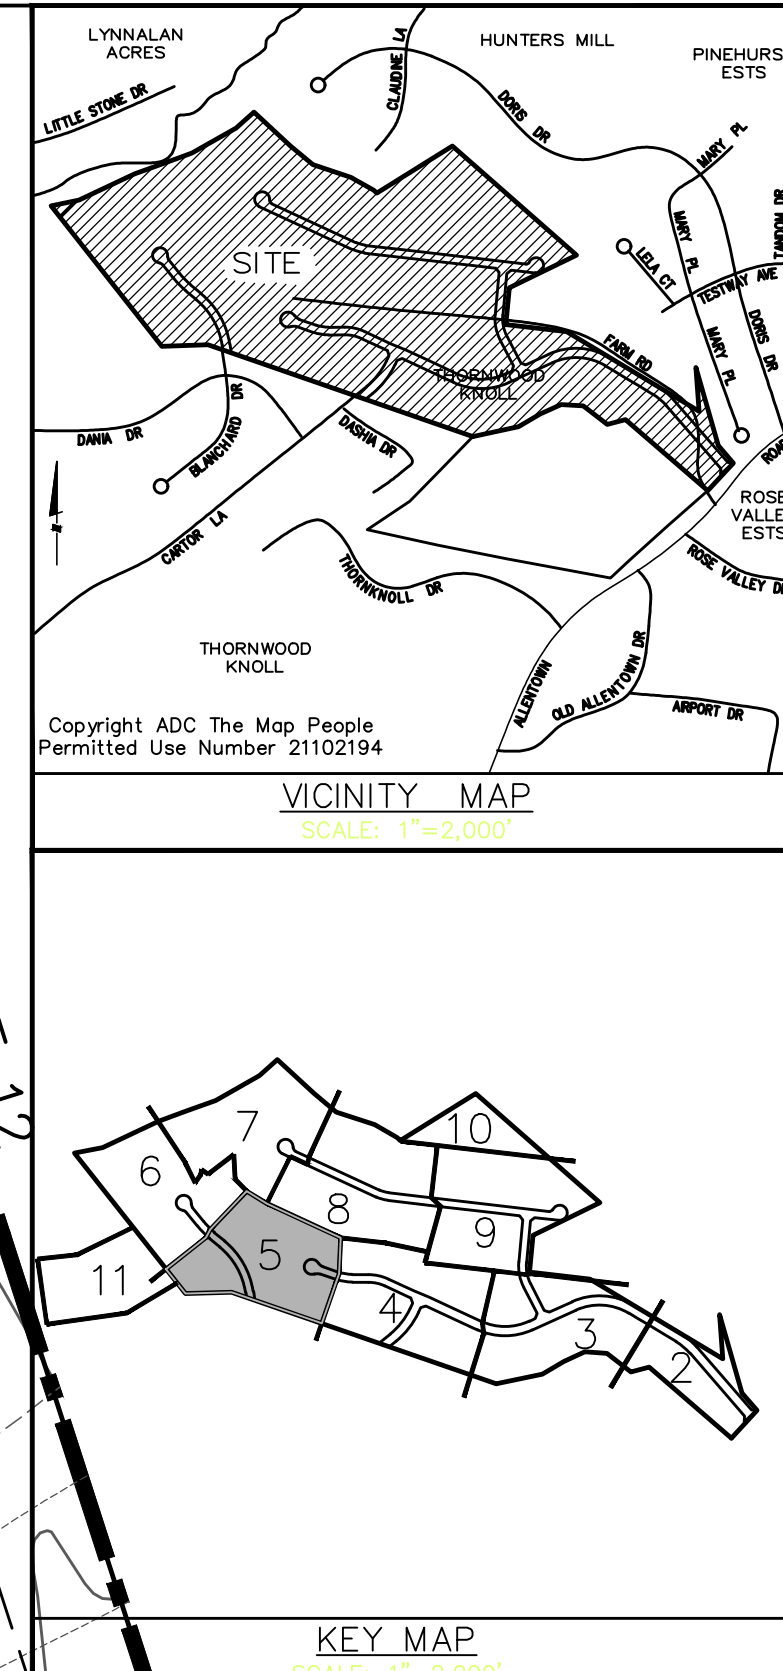 LYNNALAN
ACRES
HUNTERS MILL
PINEHURS
ESTS
CLAUDINE LA
LITTLE STONE DR
DORIS DR
MARY PL
TANDOM DR
MARY PL
LELA CT
TESTWAY AVE
SITE
DORIS DR
FARM RD
MARY PL
THORNWOOD
KNOLL
BLANCHARD DR
DANIA DR
DASHIA DR
ROAD
ROSE
VALLE
ESTS
CARTOR LA
ROSE VALLEY DR
THORNKNOLL DR
THORNWOOD
KNOLL
ALLENTOWN
OLD ALLENTOWN DR
AIRPORT DR
Copyright ADC The Map People
Permitted Use Number 21102194
VICINITY MAP
SCALE: 1"=2,000'
12
10
7
6
8
9
5
11
4
3
2
KEY MAP